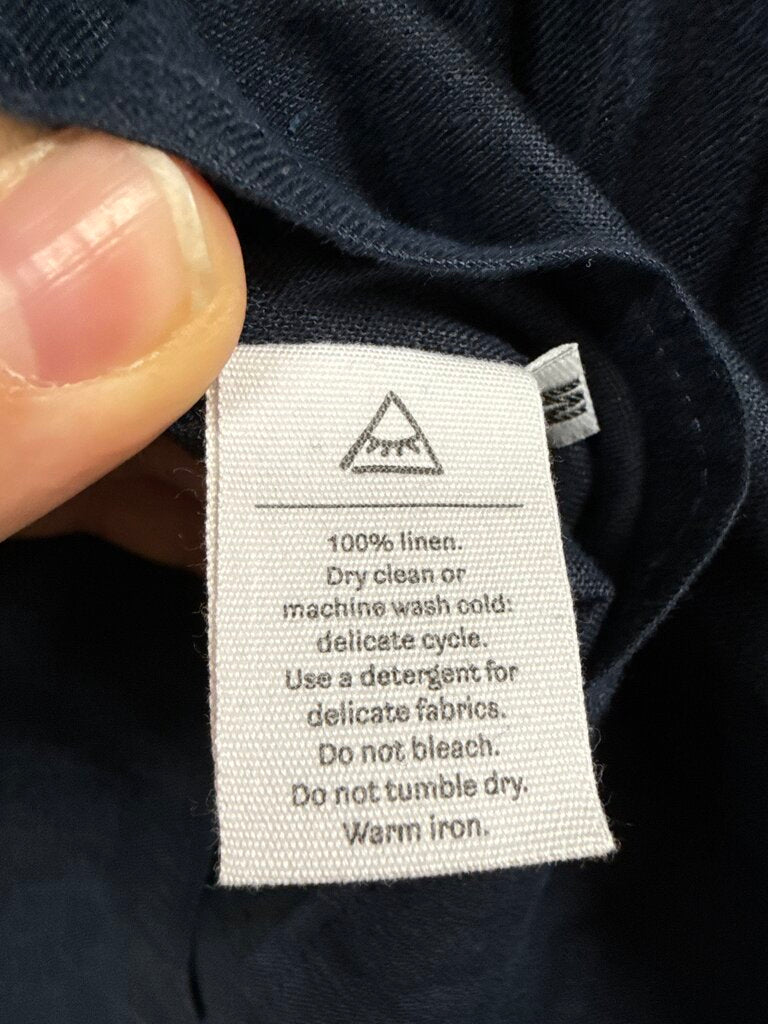 100% linen.
Dry clean or
machine wash cold:
delicate cycle.
Use a detergent for
delicate fabrics.
Do not bleach.
Do not tumble dry.
Warm iron.